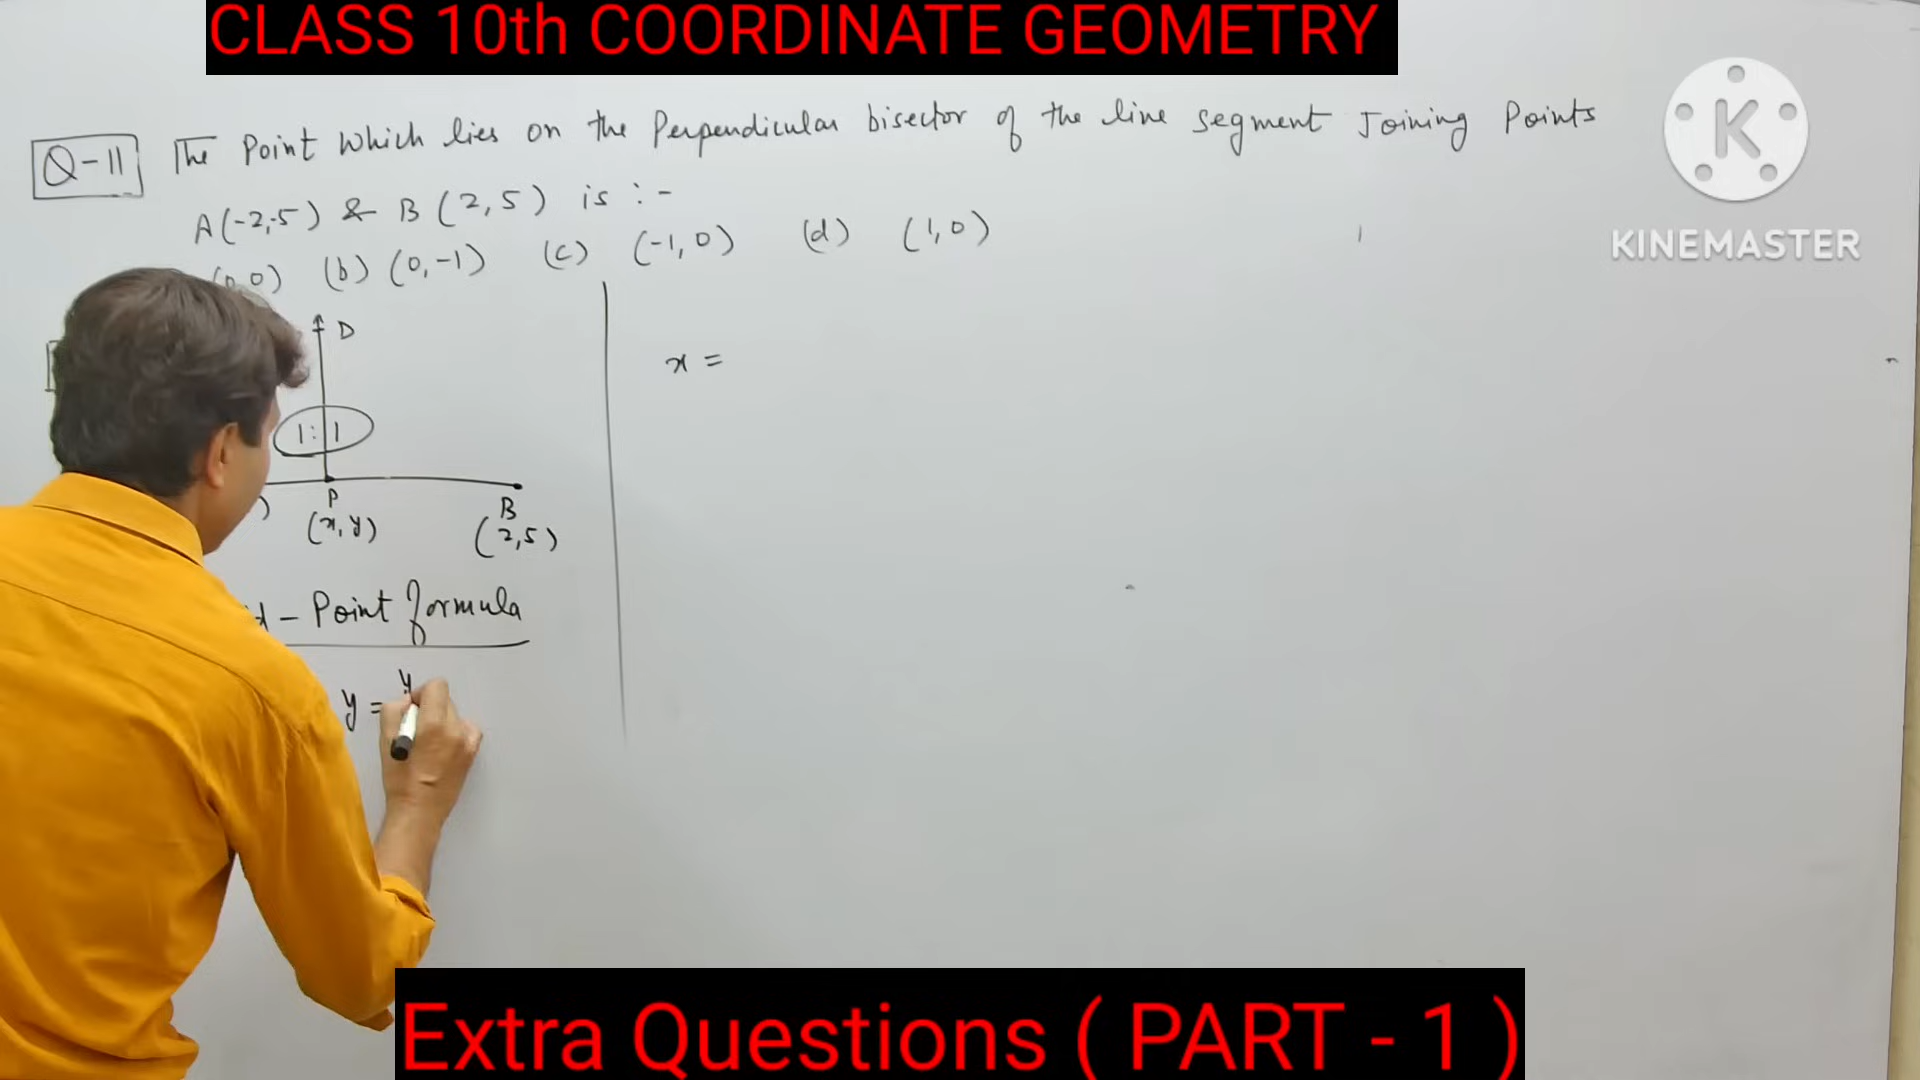 CLASS 10th COORDINATE GEOMETRY
Q-11 The Point Which lies on the Perpendicular bisector of the line segment Joining Points
A(-2,-5) & B (2,5) is :-
(0,0) (b) (0,-1) (c) (-1,0) (d) (1,0)
KINEMASTER
D
x =
1:1
P
B
)
(x,y)
(2,5)
d - Point formula
y = y
Extra Questions ( PART - 1 )